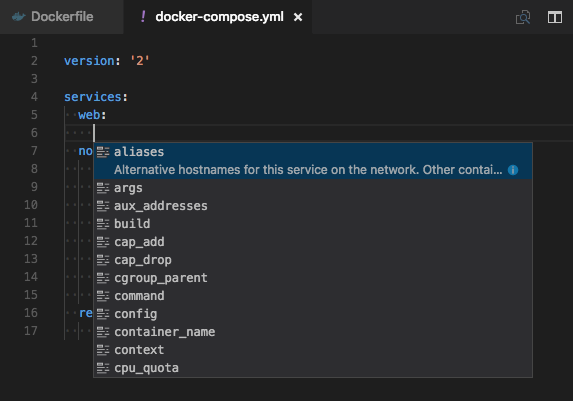 Dockerfile
! docker-compose.yml ×
1
2 version: '2'
3
4 services:
5 web:
6
7 no
8
9
10
11
12
13
14
15
16 re
17
aliases
Alternative hostnames for this service on the network. Other contai...
args
aux_addresses
build
cap_add
cap_drop
cgroup_parent
command
config
container_name
context
cpu_quota